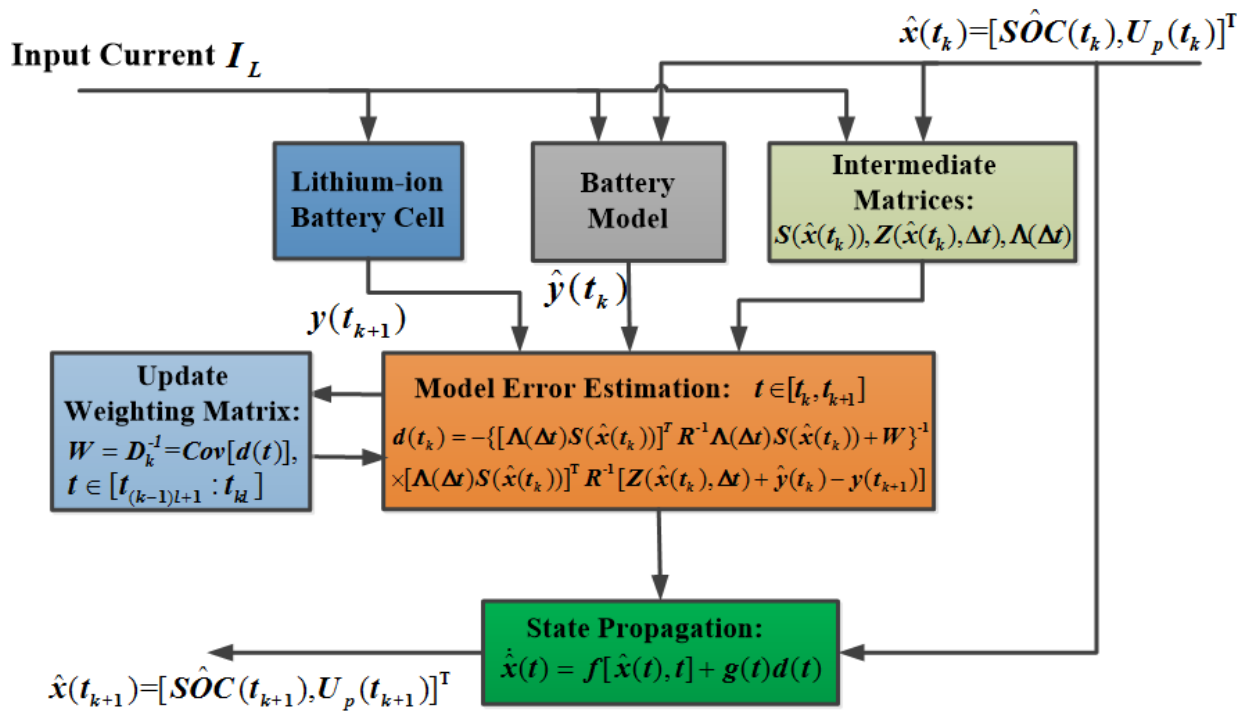 Input Current I_L
x̂(t_k)=[SÔC(t_k),U_p(t_k)]^T
Lithium-ion
Battery Cell
Battery
Model
Intermediate
Matrices:
S(x̂(t_k)),Z(x̂(t_k),Δt),Λ(Δt)
y(t_{k+1})
ŷ(t_k)
Update
Weighting Matrix:
W = D_k^{-1}=Cov[d(t)],
t ∈ [t_{(k-1)l+1} : t_{kl}]
Model Error Estimation: t∈[t_k,t_{k+1}]
d(t_k) = −{[Λ(Δt)S(x̂(t_k))]^T R^{-1}Λ(Δt)S(x̂(t_k))+W}^{-1}
×[Λ(Δt)S(x̂(t_k))]^T R^{-1}[Z(x̂(t_k),Δt)+ŷ(t_k)−y(t_{k+1})]
State Propagation:
\dot{x̂}(t) = f[x̂(t),t]+g(t)d(t)
x̂(t_{k+1})=[SÔC(t_{k+1}),U_p(t_{k+1})]^T